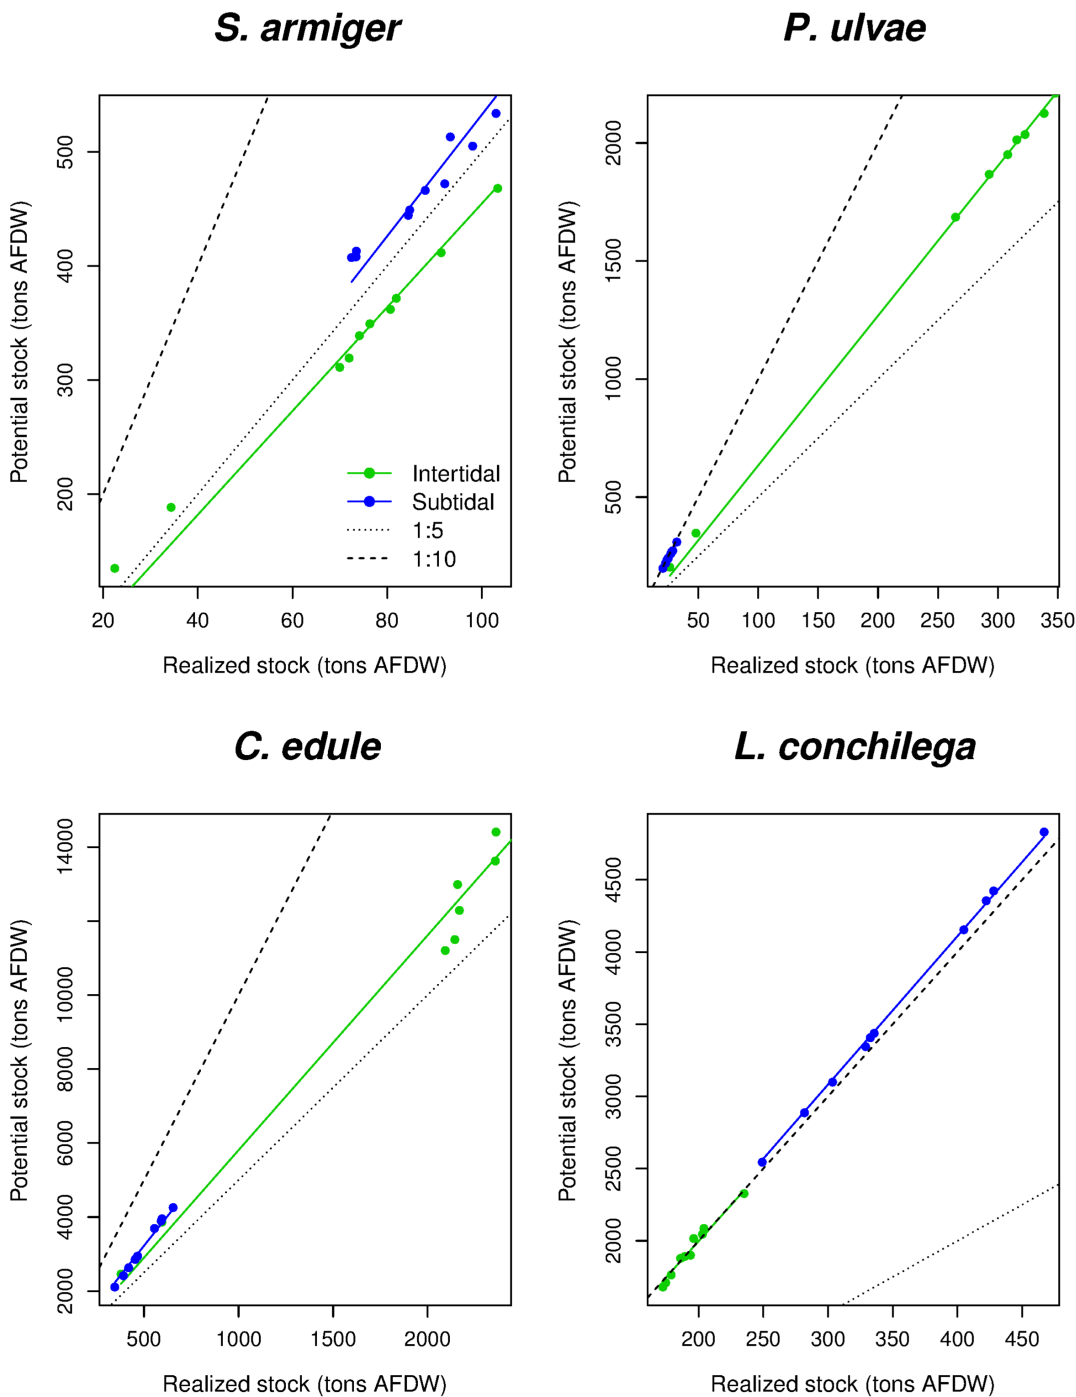 S. armiger
P. ulvae
Potential stock (tons AFDW)
500
400
300
200
Intertidal
Subtidal
1:5
1:10
20 40 60 80 100
Realized stock (tons AFDW)
Potential stock (tons AFDW)
2000
1500
1000
500
50 100 150 200 250 300 350
Realized stock (tons AFDW)
C. edule
L. conchilega
Potential stock (tons AFDW)
14000
10000
8000
6000
4000
2000
500 1000 1500 2000
Realized stock (tons AFDW)
Potential stock (tons AFDW)
4500
4000
3500
3000
2500
2000
200 250 300 350 400 450
Realized stock (tons AFDW)